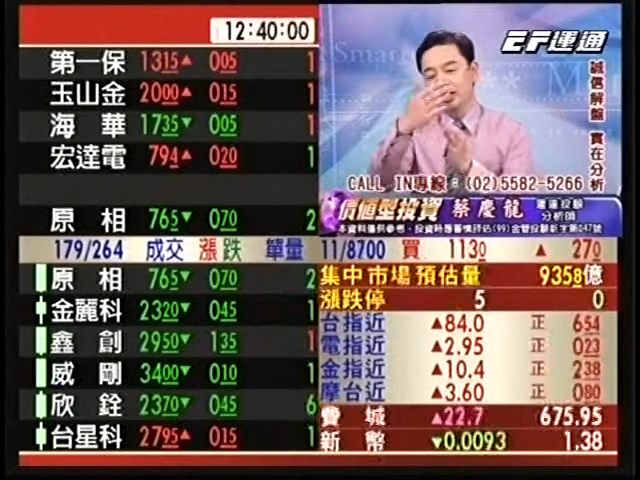 12:40:00
第一保 1315▲ 005 1
玉山金 2000▲ 015 1
海 華 1735▼ 005 1
宏達電 794▲ 020 1
原 相 765▼ 070 2
179/264 成交 漲跌 單量
原 相 765▼ 070 2
金麗科 2320▼ 045 1
鑫 創 2950▼ 135 1
威 剛 3400▼ 010 1
欣 銓 2370▼ 045 6
台星科 2795▲ 015 1
EF運通
誠信解盤 實在分析
CALL IN專線:(02)5582-5266
價值型投資 蔡慶龍 運達投顧
分析師
11/8700 買 1130 ▲ 270
集中市場預估量 9358億
漲跌停 5 0
台指近 ▲84.0 正 654
電指近 ▲2.95 正 023
金指近 ▲10.4 正 238
摩台近 ▲3.60 正 080
費 城 ▲22.7 675.95
新 幣 ▼0.0093 1.38